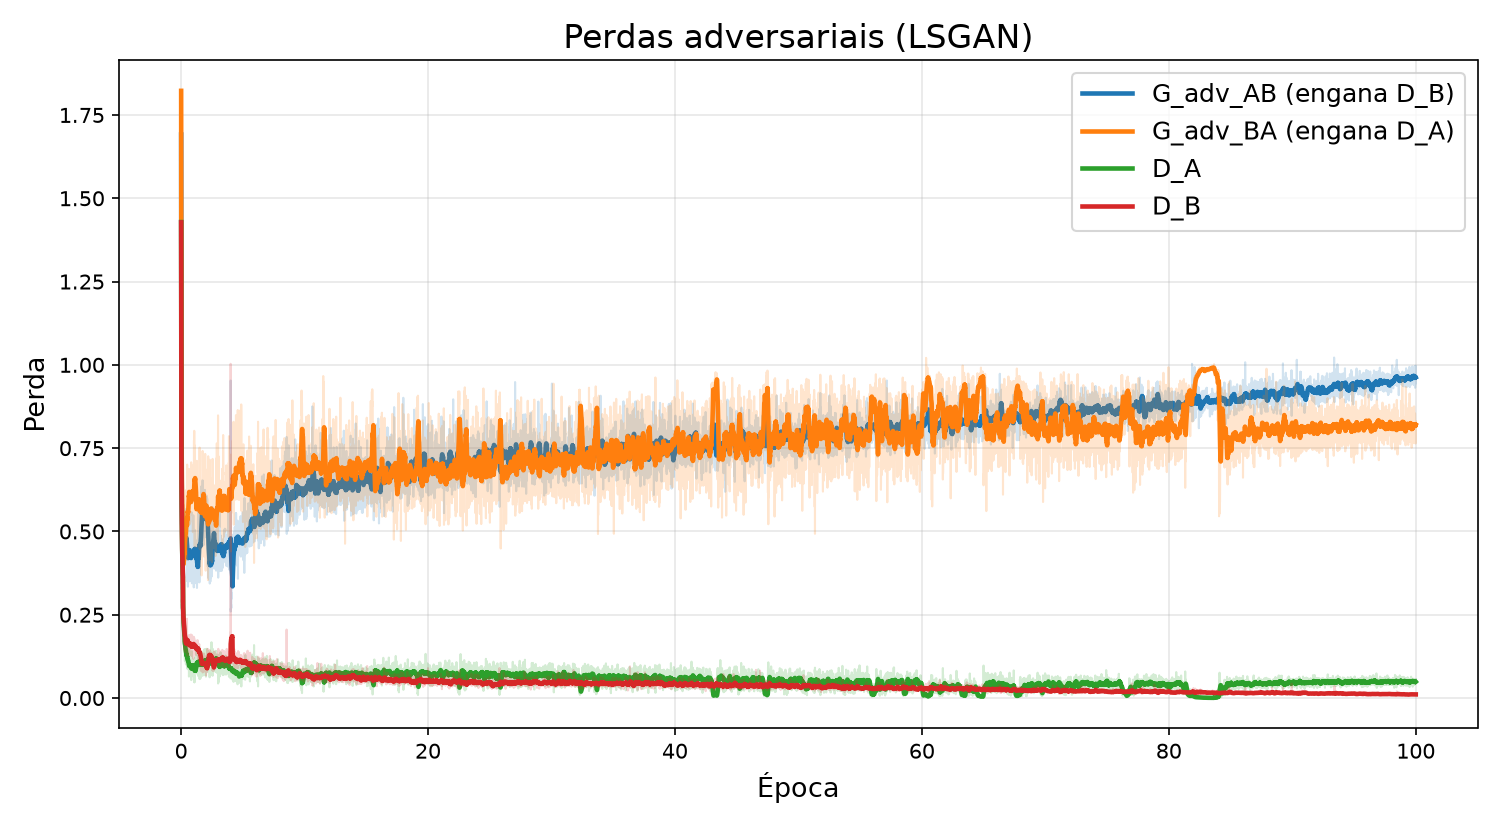 Perdas adversariais (LSGAN)
G_adv_AB (engana D_B)
G_adv_BA (engana D_A)
D_A
D_B
Perda
1.75
1.50
1.25
1.00
0.75
0.50
0.25
0.00
0 20 40 60 80 100
Época